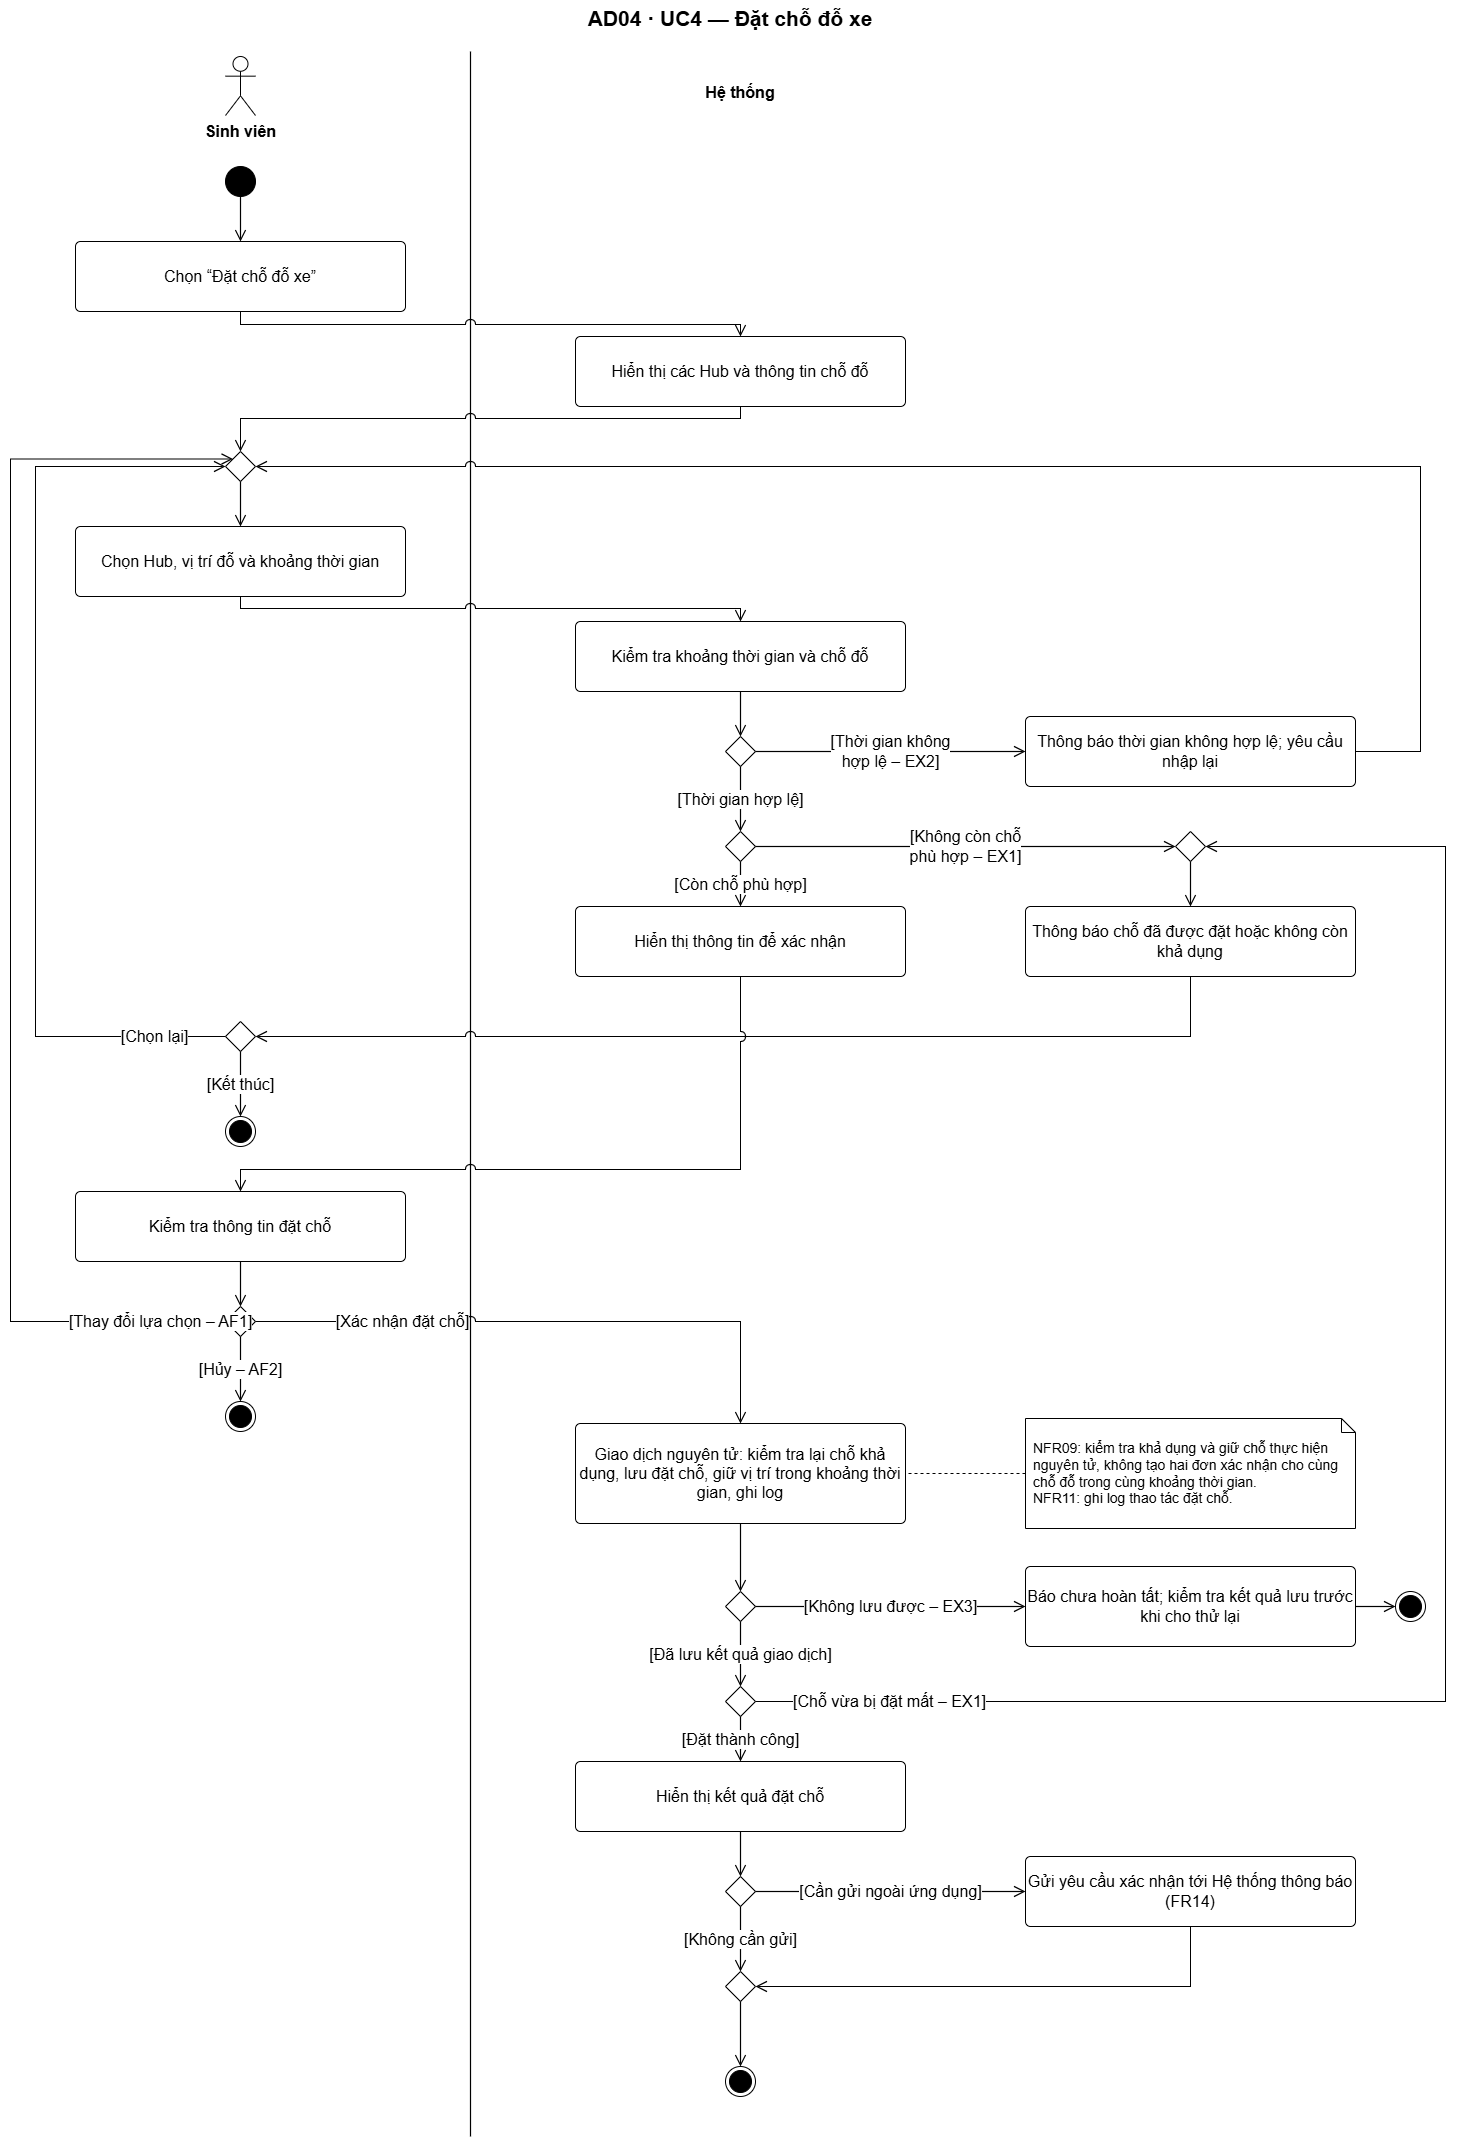 AD04 · UC4 — Đặt chỗ đỗ xe
Hệ thống
Sinh viên
Chọn “Đặt chỗ đỗ xe”
Hiển thị các Hub và thông tin chỗ đỗ
Chọn Hub, vị trí đỗ và khoảng thời gian
Kiểm tra khoảng thời gian và chỗ đỗ
[Thời gian không
hợp lệ – EX2]
Thông báo thời gian không hợp lệ; yêu cầu
nhập lại
[Thời gian hợp lệ]
[Không còn chỗ
phù hợp – EX1]
[Còn chỗ phù hợp]
Hiển thị thông tin để xác nhận
Thông báo chỗ đã được đặt hoặc không còn
khả dụng
[Chọn lại]
[Kết thúc]
Kiểm tra thông tin đặt chỗ
[Thay đổi lựa chọn – AF1]
[Xác nhận đặt chỗ]
[Hủy – AF2]
Giao dịch nguyên tử: kiểm tra lại chỗ khả
dụng, lưu đặt chỗ, giữ vị trí trong khoảng thời
gian, ghi log
NFR09: kiểm tra khả dụng và giữ chỗ thực hiện
nguyên tử, không tạo hai đơn xác nhận cho cùng
chỗ đỗ trong cùng khoảng thời gian.
NFR11: ghi log thao tác đặt chỗ.
[Không lưu được – EX3]
Báo chưa hoàn tất; kiểm tra kết quả lưu trước
khi cho thử lại
[Đã lưu kết quả giao dịch]
[Chỗ vừa bị đặt mất – EX1]
[Đặt thành công]
Hiển thị kết quả đặt chỗ
[Cần gửi ngoài ứng dụng]
Gửi yêu cầu xác nhận tới Hệ thống thông báo
(FR14)
[Không cần gửi]